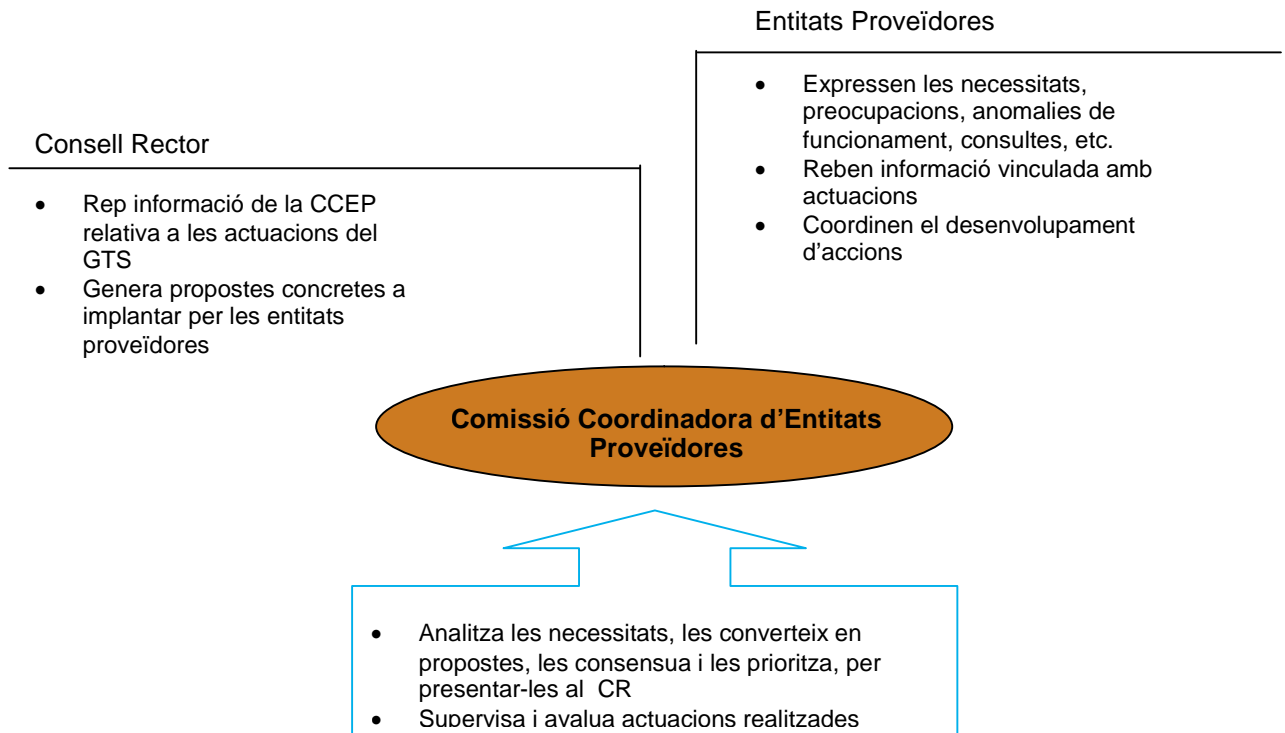 Entitats Proveïdores
• Expressen les necessitats,
preocupacions, anomalies de
funcionament, consultes, etc.
• Reben informació vinculada amb
actuacions
• Coordinen el desenvolupament
d’accions
Consell Rector
• Rep informació de la CCEP
relativa a les actuacions del
GTS
• Genera propostes concretes a
implantar per les entitats
proveïdores
Comissió Coordinadora d’Entitats
Proveïdores
• Analitza les necessitats, les converteix en
propostes, les consensua i les prioritza, per
presentar-les al CR
• Supervisa i avalua actuacions realitzades